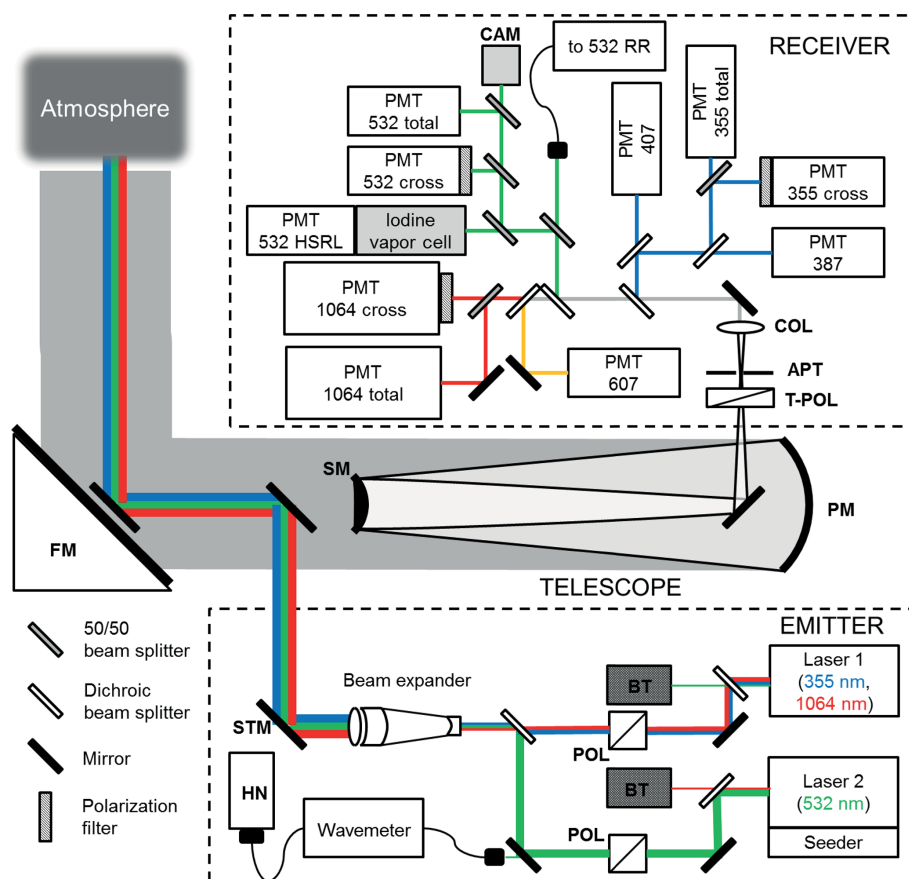 RECEIVER
CAM
to 532 RR
PMT
532 total
PMT
407
PMT
355 total
PMT
532 cross
PMT
355 cross
PMT
532 HSRL
Iodine
vapor cell
PMT
387
PMT
1064 cross
COL
PMT
1064 total
PMT
607
APT
T-POL
Atmosphere
SM
PM
FM
TELESCOPE
50/50
beam splitter
Dichroic
beam splitter
Mirror
Polarization
filter
EMITTER
Beam expander
STM
BT
Laser 1
(355 nm,
1064 nm)
POL
HN
Wavemeter
BT
Laser 2
(532 nm)
POL
Seeder